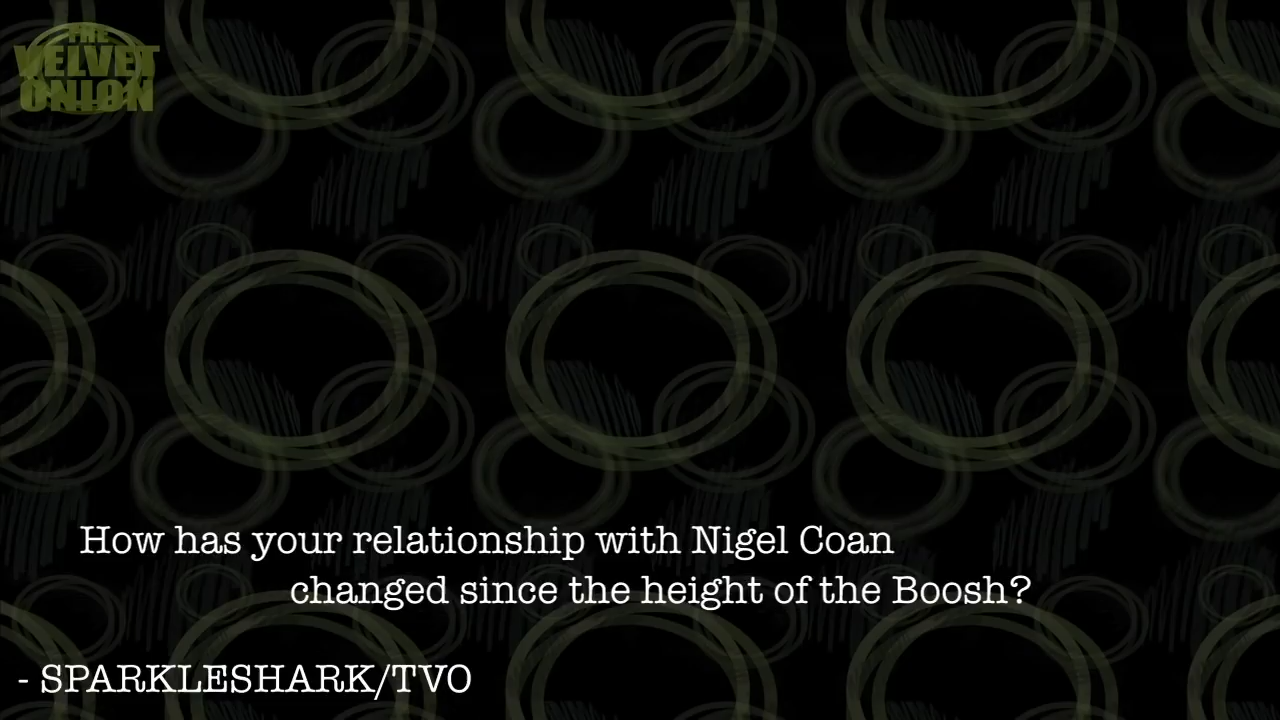 THE
VELVET
ONION
How has your relationship with Nigel Coan
changed since the height of the Boosh?
- SPARKLESHARK/TVO